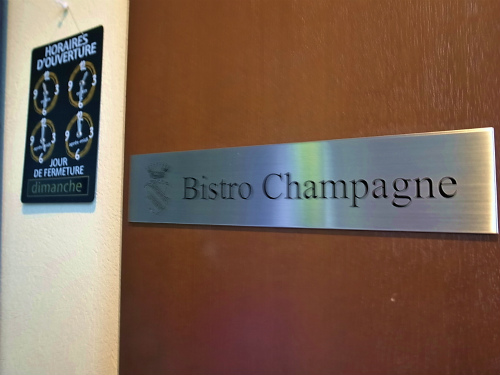 HORAIRES
D'OUVERTURE
JOUR
DE FERMETURE
dimanche
Bistro Champagne